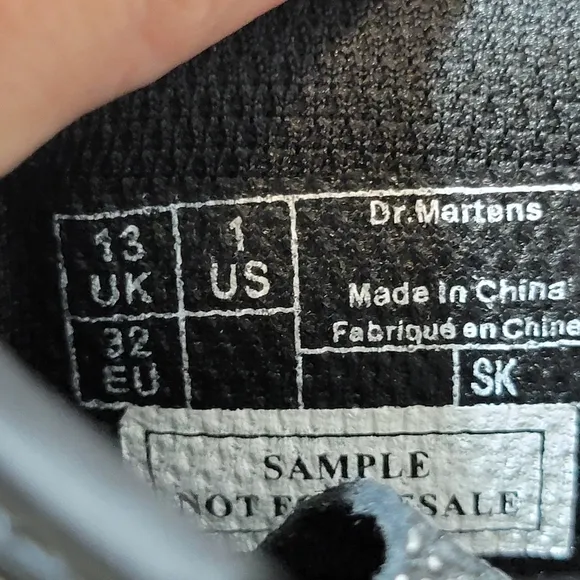 13
UK
1
US
Dr.Martens
Made In China
Fabriqué en Chine
32
EU
SK
SAMPLE
NOT